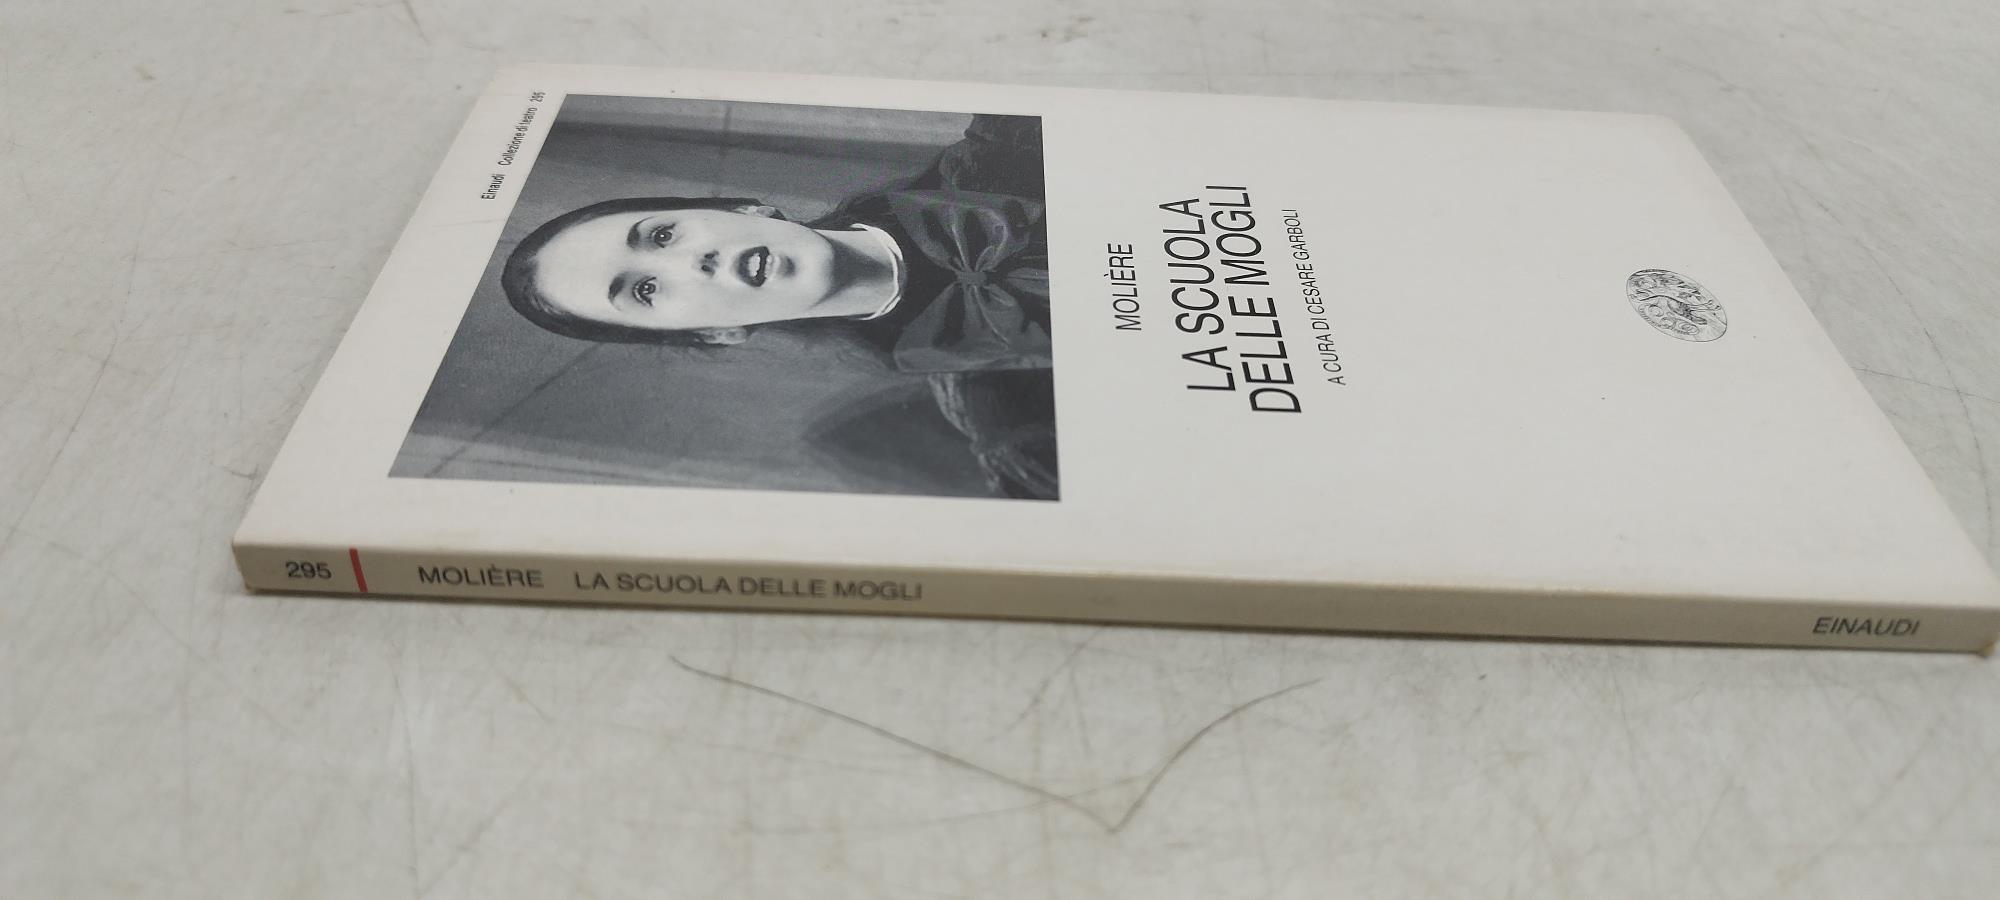 Einaudi Collezione di teatro 295
MOLIÈRE
LA SCUOLA
DELLE MOGLI
A CURA DI CESARE GARBOLI
295 MOLIÈRE LA SCUOLA DELLE MOGLI EINAUDI